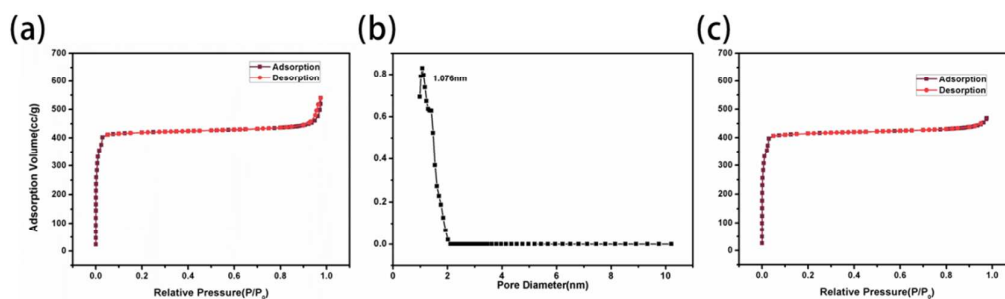 (a)
700
600
500
400
300
200
100
0
Adsorption Volume(cc/g)
Adsorption
Desorption
0.0 0.2 0.4 0.6 0.8 1.0
Relative Pressure(P/P₀)
(b)
0.8
0.6
0.4
0.2
0.0
1.076nm
0 2 4 6 8 10
Pore Diameter(nm)
(c)
700
600
500
400
300
200
100
0
Adsorption
Desorption
0.0 0.2 0.4 0.6 0.8 1.0
Relative Pressure(P/P₀)